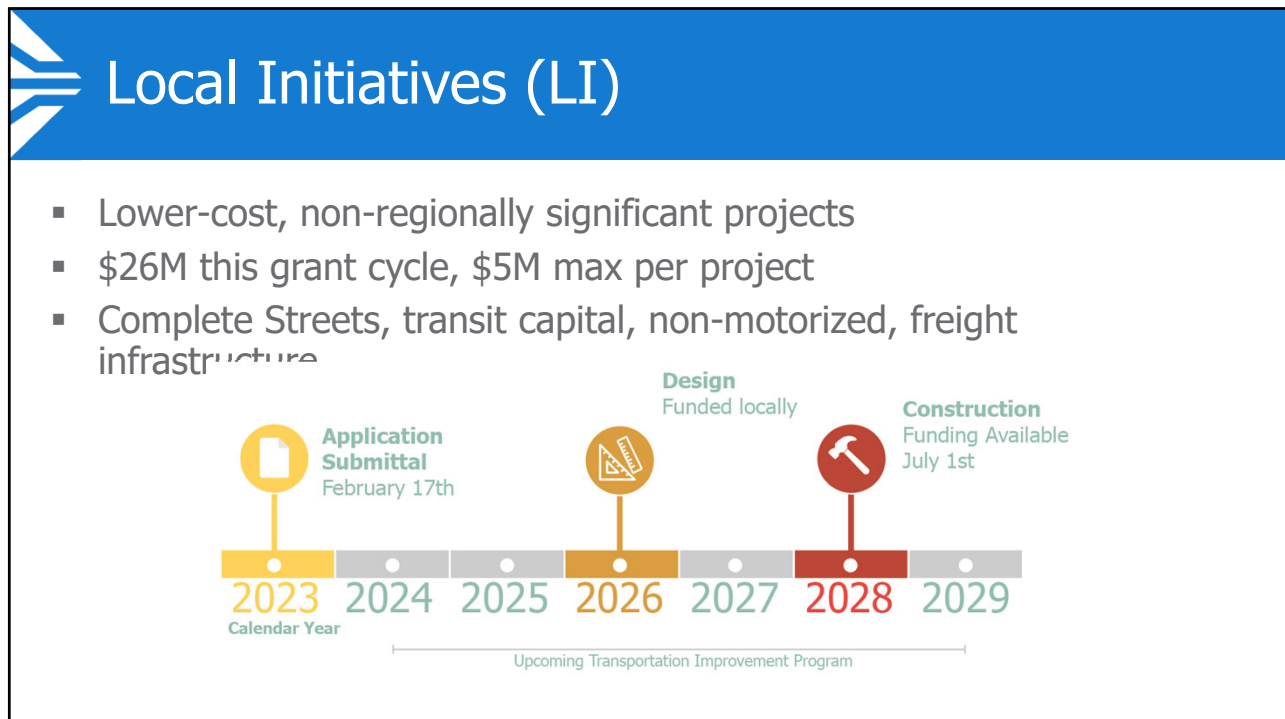 Local Initiatives (LI)
▪ Lower-cost, non-regionally significant projects
▪ $26M this grant cycle, $5M max per project
▪ Complete Streets, transit capital, non-motorized, freight
infrastructure
Design
Funded locally
Construction
Funding Available
July 1st
Application
Submittal
February 17th
2023 2024 2025 2026 2027 2028 2029
Calendar Year
Upcoming Transportation Improvement Program